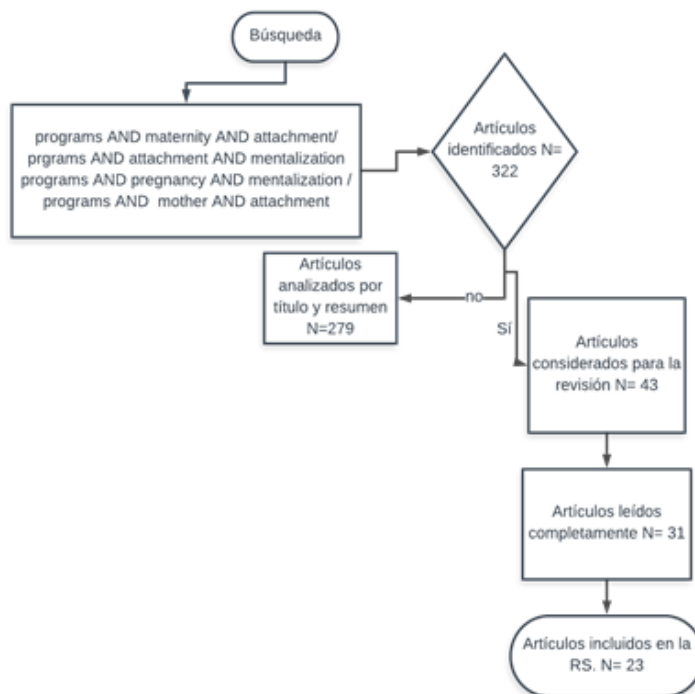 Búsqueda
programs AND maternity AND attachment/
prgrams AND attachment AND mentalization
programs AND pregnancy AND mentalization /
programs AND mother AND attachment
Artículos
identificados N=
322
Artículos
analizados por
título y resumen
N=279
no
Sí
Artículos
considerados para la
revisión N= 43
Artículos leídos
completamente N= 31
Artículos incluidos en la
RS. N= 23